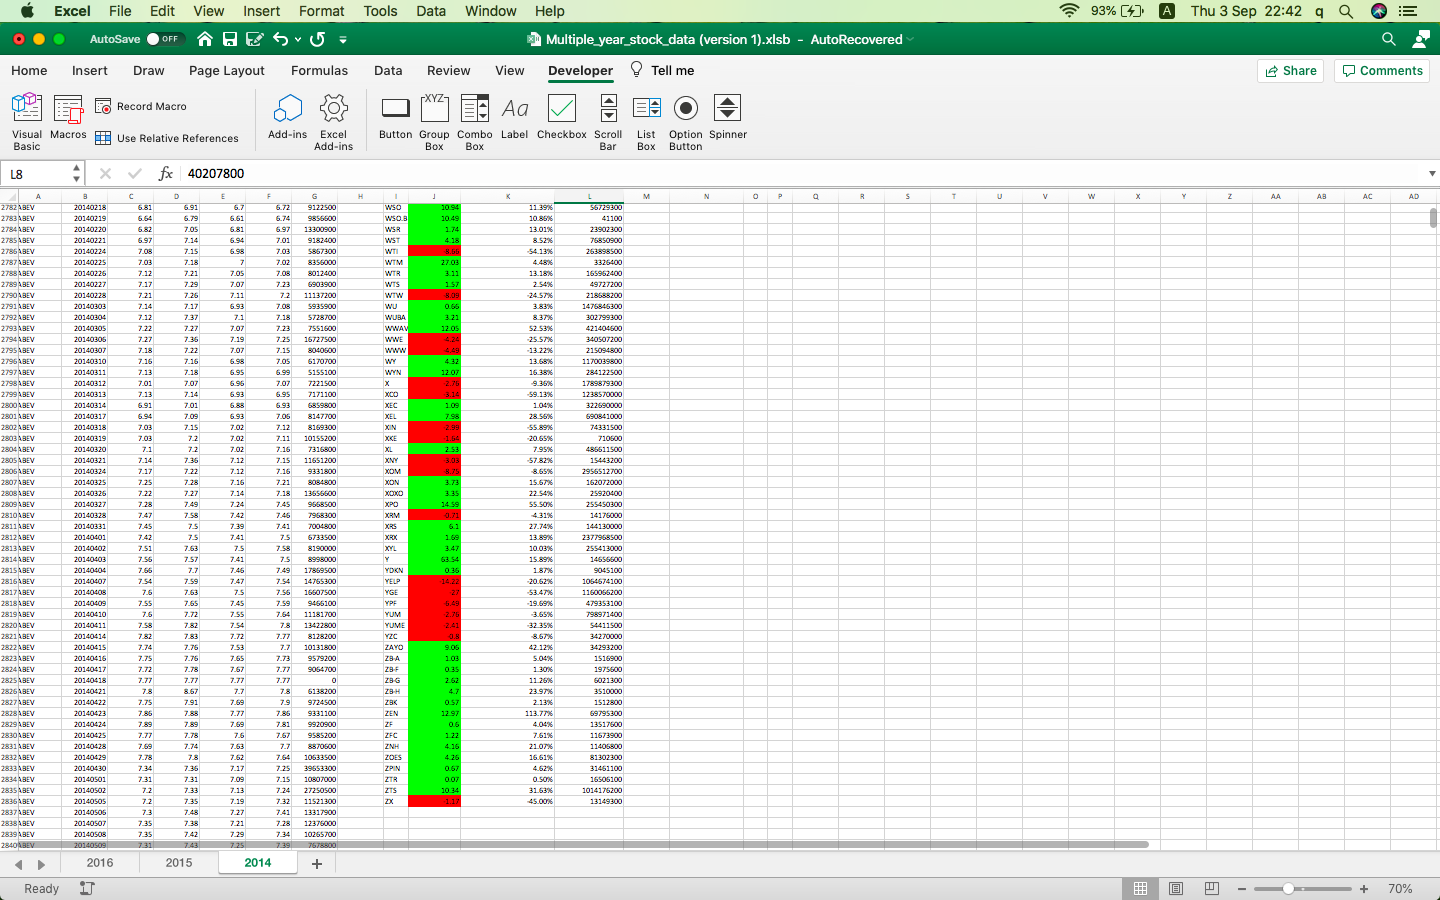 Excel File Edit View Insert Format Tools Data Window Help 93% A Thu 3 Sep 22:42 q
AutoSave OFF Multiple_year_stock_data (version 1).xlsb - AutoRecovered
Home Insert Draw Page Layout Formulas Data Review View Developer Tell me Share Comments
Record Macro
Use Relative References
XYZ Aa
Visual Basic Macros Add-ins Excel Add-ins Button Group Box Combo Box Label Checkbox Scroll Bar List Box Option Button Spinner
L8 fx 40207800
A B C D E F G H I J K L M N O P Q R S T U V W X Y Z AA AB AC AD
2782 ABEV 20140218 6.81 6.91 6.7 6.72 9122500 WSO 10.94 11.39% 56729300
2783 ABEV 20140219 6.64 6.79 6.61 6.74 9856600 WSO.B 10.49 10.86% 41100
2784 ABEV 20140220 6.82 7.05 6.81 6.97 13300900 WSR 1.74 13.01% 23902300
2785 ABEV 20140221 6.97 7.14 6.94 7.01 9182400 WST 4.18 8.52% 76850900
2786 ABEV 20140224 7.08 7.15 6.98 7.03 5867300 WTI -54.13% 263898500
2787 ABEV 20140225 7.03 7.18 7 7.02 8356000 WTM 27.03 4.48% 3326400
2788 ABEV 20140226 7.12 7.21 7.05 7.08 8012400 WTR 3.11 13.18% 165962400
2789 ABEV 20140227 7.17 7.29 7.07 7.23 6903900 WTS 1.57 2.54% 49727200
2790 ABEV 20140228 7.21 7.26 7.11 7.2 11137200 WTW -24.57% 218688200
2791 ABEV 20140303 7.14 7.17 6.93 7.08 5935900 WU 0.66 3.83% 1476846300
2792 ABEV 20140304 7.12 7.37 7.1 7.18 5728700 WUBA 3.21 8.37% 302799300
2793 ABEV 20140305 7.22 7.27 7.07 7.23 7551600 WWAV 12.05 52.53% 421404600
2794 ABEV 20140306 7.27 7.36 7.19 7.25 16727500 WWE -4.24 -25.57% 340507200
2795 ABEV 20140307 7.18 7.22 7.07 7.15 8040600 WWW -4.49 -13.22% 215094800
2796 ABEV 20140310 7.16 7.16 6.98 7.05 6170700 WY 4.32 13.68% 1170039800
2797 ABEV 20140311 7.13 7.18 6.95 6.99 5155100 WYN 12.07 16.38% 284122500
2798 ABEV 20140312 7.01 7.07 6.96 7.07 7221500 X -2.76 -9.36% 1789879300
2799 ABEV 20140313 7.13 7.14 6.93 6.95 7171100 XCO -3.14 -59.13% 1238570000
2800 ABEV 20140314 6.91 7.01 6.88 6.93 6859800 XEC 1.09 1.04% 322690000
2801 ABEV 20140317 6.94 7.09 6.93 7.06 8147700 XEL 7.98 28.56% 690841000
2802 ABEV 20140318 7.03 7.15 7.02 7.12 8169300 XIN -2.99 -55.89% 74331500
2803 ABEV 20140319 7.03 7.2 7.02 7.11 10155200 XKE -1.64 -20.65% 710600
2804 ABEV 20140320 7.1 7.2 7.02 7.16 7316800 XL 2.53 7.95% 486611500
2805 ABEV 20140321 7.14 7.36 7.12 7.15 11651200 XNY -3.03 -57.82% 15443200
2806 ABEV 20140324 7.17 7.22 7.12 7.16 9331800 XOM -8.75 -8.65% 2956512700
2807 ABEV 20140325 7.25 7.28 7.16 7.21 8084800 XON 3.73 15.67% 162072000
2808 ABEV 20140326 7.22 7.27 7.14 7.18 13656600 XOXO 3.35 22.54% 25920400
2809 ABEV 20140327 7.28 7.49 7.24 7.45 9668500 XPO 14.59 55.50% 255450300
2810 ABEV 20140328 7.47 7.58 7.42 7.46 7968300 XRM -4.31% 14176000
2811 ABEV 20140331 7.45 7.5 7.39 7.41 7004800 XRS 6.1 27.74% 144130000
2812 ABEV 20140401 7.42 7.5 7.41 7.5 6733500 XRX 1.69 13.89% 2377968500
2813 ABEV 20140402 7.51 7.63 7.5 7.58 8190000 XYL 3.47 10.03% 255413000
2814 ABEV 20140403 7.56 7.57 7.41 7.5 8998000 Y 63.54 15.89% 14656600
2815 ABEV 20140404 7.66 7.7 7.46 7.49 17869500 YDKN 0.36 1.87% 9045100
2816 ABEV 20140407 7.54 7.59 7.47 7.54 14765300 YELP -14.22 -20.62% 1064674100
2817 ABEV 20140408 7.6 7.63 7.5 7.56 16607500 YGE -27 -53.47% 1160066200
2818 ABEV 20140409 7.55 7.65 7.45 7.59 9466100 YPF -6.49 -19.69% 479353100
2819 ABEV 20140410 7.6 7.72 7.55 7.64 11181700 YUM -2.76 -3.65% 798971400
2820 ABEV 20140411 7.58 7.82 7.54 7.8 13422800 YUME -2.41 -32.35% 54411500
2821 ABEV 20140414 7.82 7.83 7.72 7.77 8128200 YZC -0.8 -8.67% 34270000
2822 ABEV 20140415 7.74 7.76 7.53 7.7 10131800 ZAYO 9.06 42.12% 34293200
2823 ABEV 20140416 7.75 7.76 7.65 7.73 9579200 ZB-A 1.03 5.04% 1516900
2824 ABEV 20140417 7.72 7.78 7.67 7.77 9064700 ZB-F 0.35 1.30% 1975600
2825 ABEV 20140418 7.77 7.77 7.77 7.77 0 ZB-G 2.62 11.26% 6021300
2826 ABEV 20140421 7.8 8.67 7.7 7.8 6138200 ZB-H 4.7 23.97% 3510000
2827 ABEV 20140422 7.75 7.91 7.69 7.9 9724500 ZBK 0.57 2.13% 1512800
2828 ABEV 20140423 7.86 7.88 7.77 7.86 9331100 ZEN 12.97 113.77% 69795300
2829 ABEV 20140424 7.89 7.89 7.69 7.81 9920900 ZF 0.6 4.04% 13517600
2830 ABEV 20140425 7.77 7.78 7.6 7.67 9585200 ZFC 1.22 7.61% 11673900
2831 ABEV 20140428 7.69 7.74 7.63 7.7 8870600 ZNH 4.16 21.07% 11406800
2832 ABEV 20140429 7.78 7.8 7.62 7.64 10633500 ZOES 4.26 16.61% 81302300
2833 ABEV 20140430 7.34 7.36 7.17 7.25 39653300 ZPIN 0.67 4.62% 31461100
2834 ABEV 20140501 7.31 7.31 7.09 7.15 10807000 ZTR 0.07 0.50% 16506100
2835 ABEV 20140502 7.2 7.33 7.13 7.24 27250500 ZTS 10.34 31.63% 1014176200
2836 ABEV 20140505 7.2 7.35 7.19 7.32 11521300 ZX -1.17 -45.00% 13149300
2837 ABEV 20140506 7.3 7.48 7.27 7.41 13317900
2838 ABEV 20140507 7.35 7.38 7.21 7.28 12376000
2839 ABEV 20140508 7.35 7.42 7.29 7.34 10265700
2840 ABEV 20140509 7.31 7.43 7.25 7.39 7678800
2016 2015 2014 +
Ready 70%